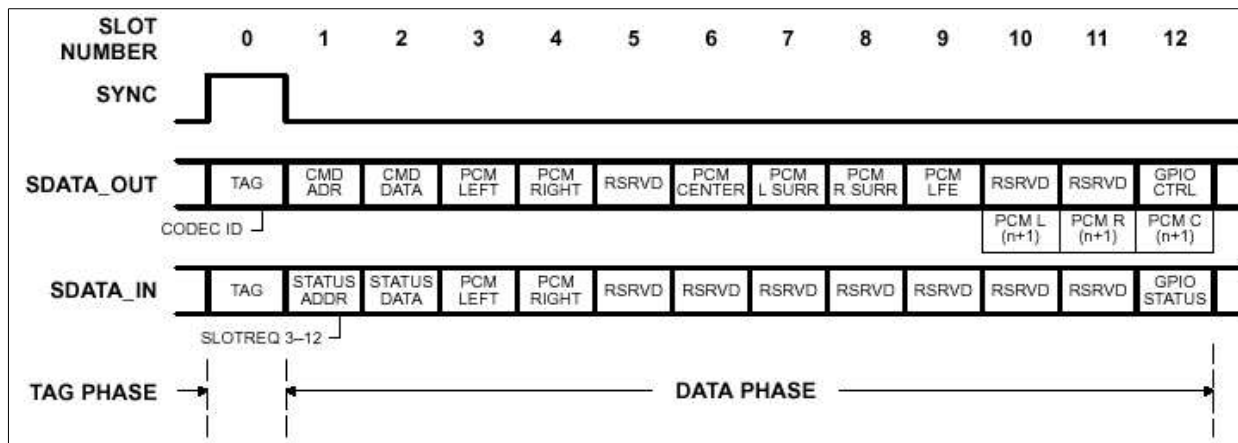 SLOT NUMBER 0 1 2 3 4 5 6 7 8 9 10 11 12
SYNC
SDATA_OUT TAG CMD ADR CMD DATA PCM LEFT PCM RIGHT RSRVD PCM CENTER PCM L SURR PCM R SURR PCM LFE RSRVD RSRVD GPIO CTRL
CODEC ID PCM L (n+1) PCM R (n+1) PCM C (n+1)
SDATA_IN TAG STATUS ADDR STATUS DATA PCM LEFT PCM RIGHT RSRVD RSRVD RSRVD RSRVD RSRVD RSRVD RSRVD GPIO STATUS
SLOTREQ 3–12
TAG PHASE DATA PHASE